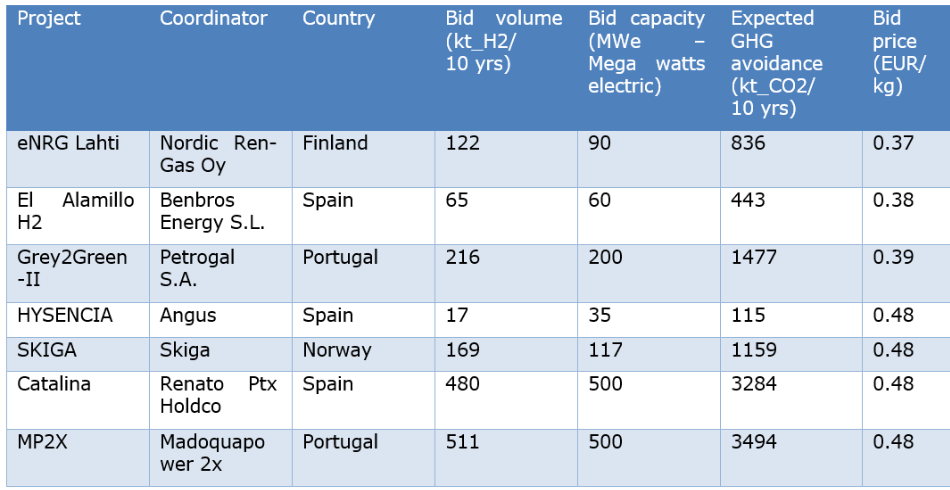 Project Coordinator Country Bid volume Bid capacity Expected Bid
(kt_H2/ (MWe – GHG price
10 yrs) Mega watts avoidance (EUR/
electric) (kt_CO2/ kg)
10 yrs)
eNRG Lahti Nordic Ren- Finland 122 90 836 0.37
Gas Oy
El Alamillo Benbros Spain 65 60 443 0.38
H2 Energy S.L.
Grey2Green Petrogal Portugal 216 200 1477 0.39
-II S.A.
HYSENCIA Angus Spain 17 35 115 0.48
SKIGA Skiga Norway 169 117 1159 0.48
Catalina Renato Ptx Spain 480 500 3284 0.48
Holdco
MP2X Madoquapo Portugal 511 500 3494 0.48
wer 2x